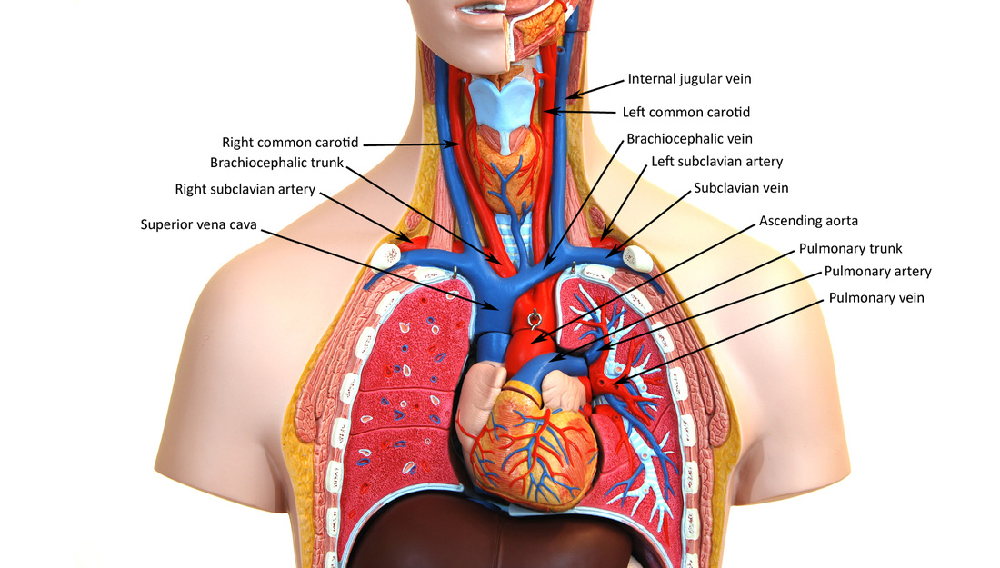 Internal jugular vein
Left common carotid
Brachiocephalic vein
Right common carotid
Left subclavian artery
Brachiocephalic trunk
Subclavian vein
Right subclavian artery
Ascending aorta
Superior vena cava
Pulmonary trunk
Pulmonary artery
Pulmonary vein